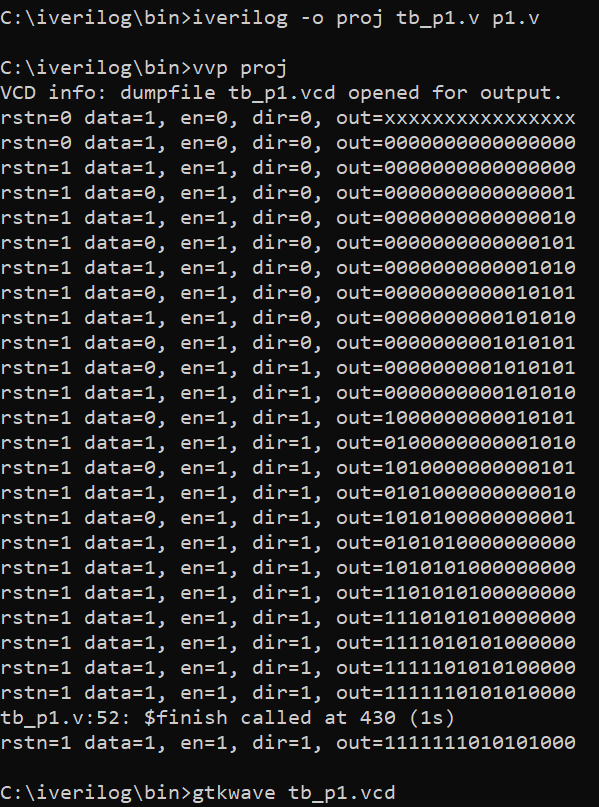 C:\iverilog\bin>iverilog -o proj tb_p1.v p1.v
C:\iverilog\bin>vvp proj
VCD info: dumpfile tb_p1.vcd opened for output.
rstn=0 data=1, en=0, dir=0, out=xxxxxxxxxxxxxxxx
rstn=0 data=1, en=0, dir=0, out=0000000000000000
rstn=1 data=1, en=1, dir=0, out=0000000000000000
rstn=1 data=0, en=1, dir=0, out=0000000000000001
rstn=1 data=1, en=1, dir=0, out=0000000000000010
rstn=1 data=0, en=1, dir=0, out=0000000000000101
rstn=1 data=1, en=1, dir=0, out=0000000000001010
rstn=1 data=0, en=1, dir=0, out=0000000000010101
rstn=1 data=1, en=1, dir=0, out=0000000000101010
rstn=1 data=0, en=1, dir=0, out=0000000001010101
rstn=1 data=0, en=1, dir=1, out=0000000001010101
rstn=1 data=1, en=1, dir=1, out=0000000000101010
rstn=1 data=0, en=1, dir=1, out=1000000000010101
rstn=1 data=1, en=1, dir=1, out=0100000000001010
rstn=1 data=0, en=1, dir=1, out=1010000000000101
rstn=1 data=1, en=1, dir=1, out=0101000000000010
rstn=1 data=0, en=1, dir=1, out=1010100000000001
rstn=1 data=1, en=1, dir=1, out=0101010000000000
rstn=1 data=1, en=1, dir=1, out=1010101000000000
rstn=1 data=1, en=1, dir=1, out=1101010100000000
rstn=1 data=1, en=1, dir=1, out=1110101010000000
rstn=1 data=1, en=1, dir=1, out=1111010101000000
rstn=1 data=1, en=1, dir=1, out=1111101010100000
rstn=1 data=1, en=1, dir=1, out=1111110101010000
tb_p1.v:52: $finish called at 430 (1s)
rstn=1 data=1, en=1, dir=1, out=1111111010101000
C:\iverilog\bin>gtkwave tb_p1.vcd